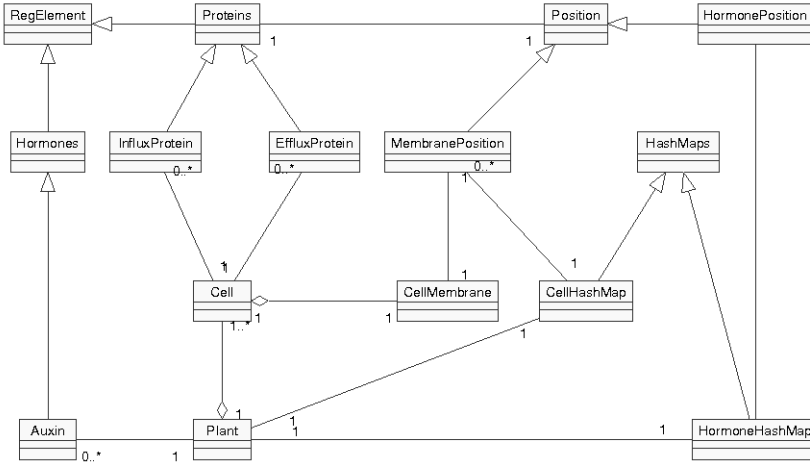 RegElement
Proteins
Position
HormonePosition
1
1
Hormones
InfluxProtein
EffluxProtein
MembranePosition
HashMaps
0..*
0..*
0..*
1
1
1
1
1
Cell
CellMembrane
CellHashMap
1..*
1
1
1
1
1
1
1
Auxin
Plant
HormoneHashMap
0..*
1